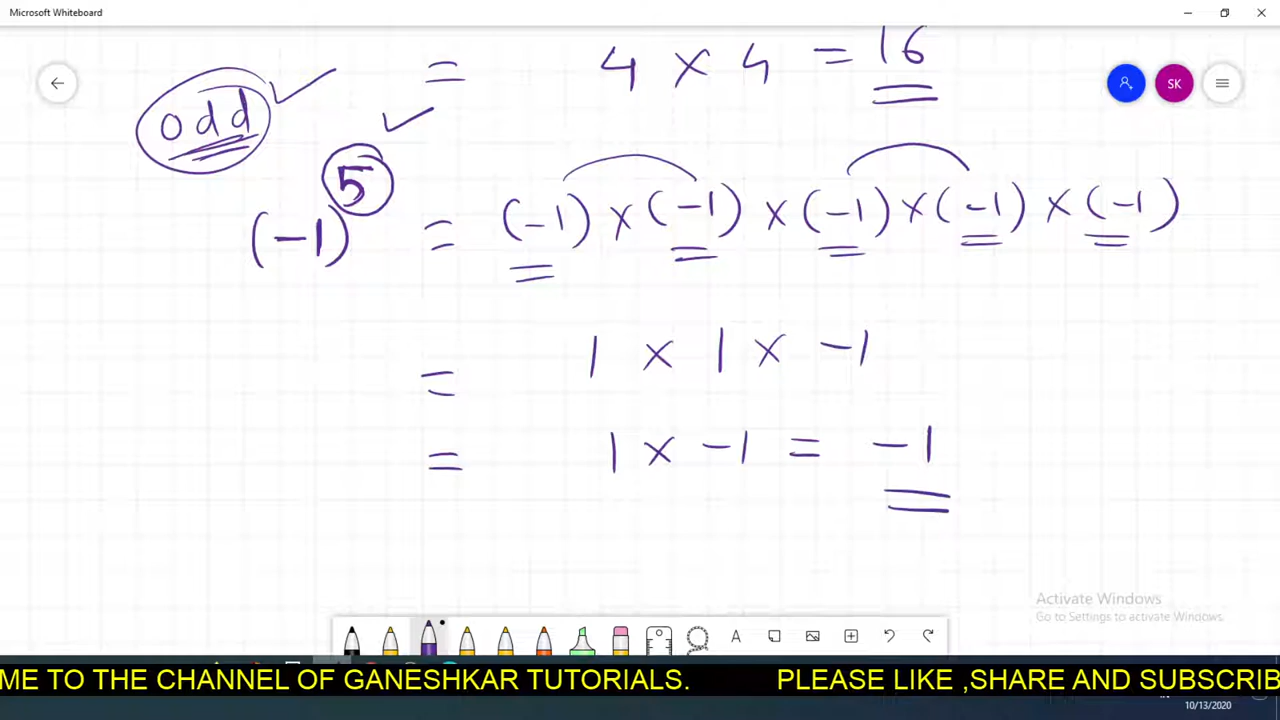 Microsoft Whiteboard
= 4 × 4 = 16
odd
SK
(-1)^5 = (-1) × (-1) × (-1) × (-1) × (-1)
= 1 × 1 × -1
= 1 × -1 = -1
Activate Windows
Go to Settings to activate Windows.
ME TO THE CHANNEL OF GANESHKAR TUTORIALS. PLEASE LIKE ,SHARE AND SUBSCRIB
10/13/2020